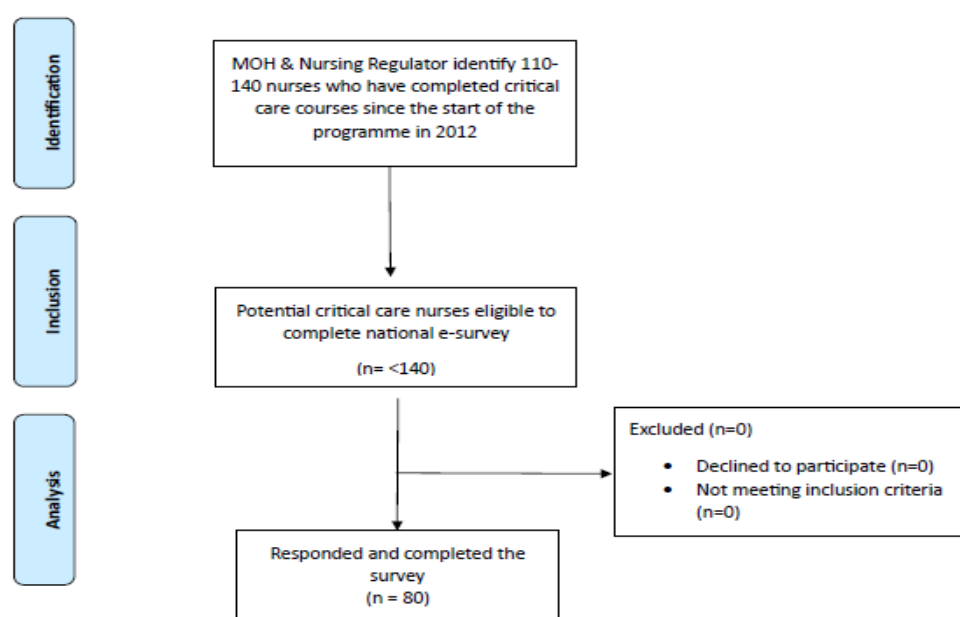 Identification
MOH & Nursing Regulator identify 110-
140 nurses who have completed critical
care courses since the start of the
programme in 2012
Inclusion
Potential critical care nurses eligible to
complete national e-survey
(n= <140)
Analysis
Excluded (n=0)
• Declined to participate (n=0)
• Not meeting inclusion criteria
(n=0)
Responded and completed the
survey
(n = 80)